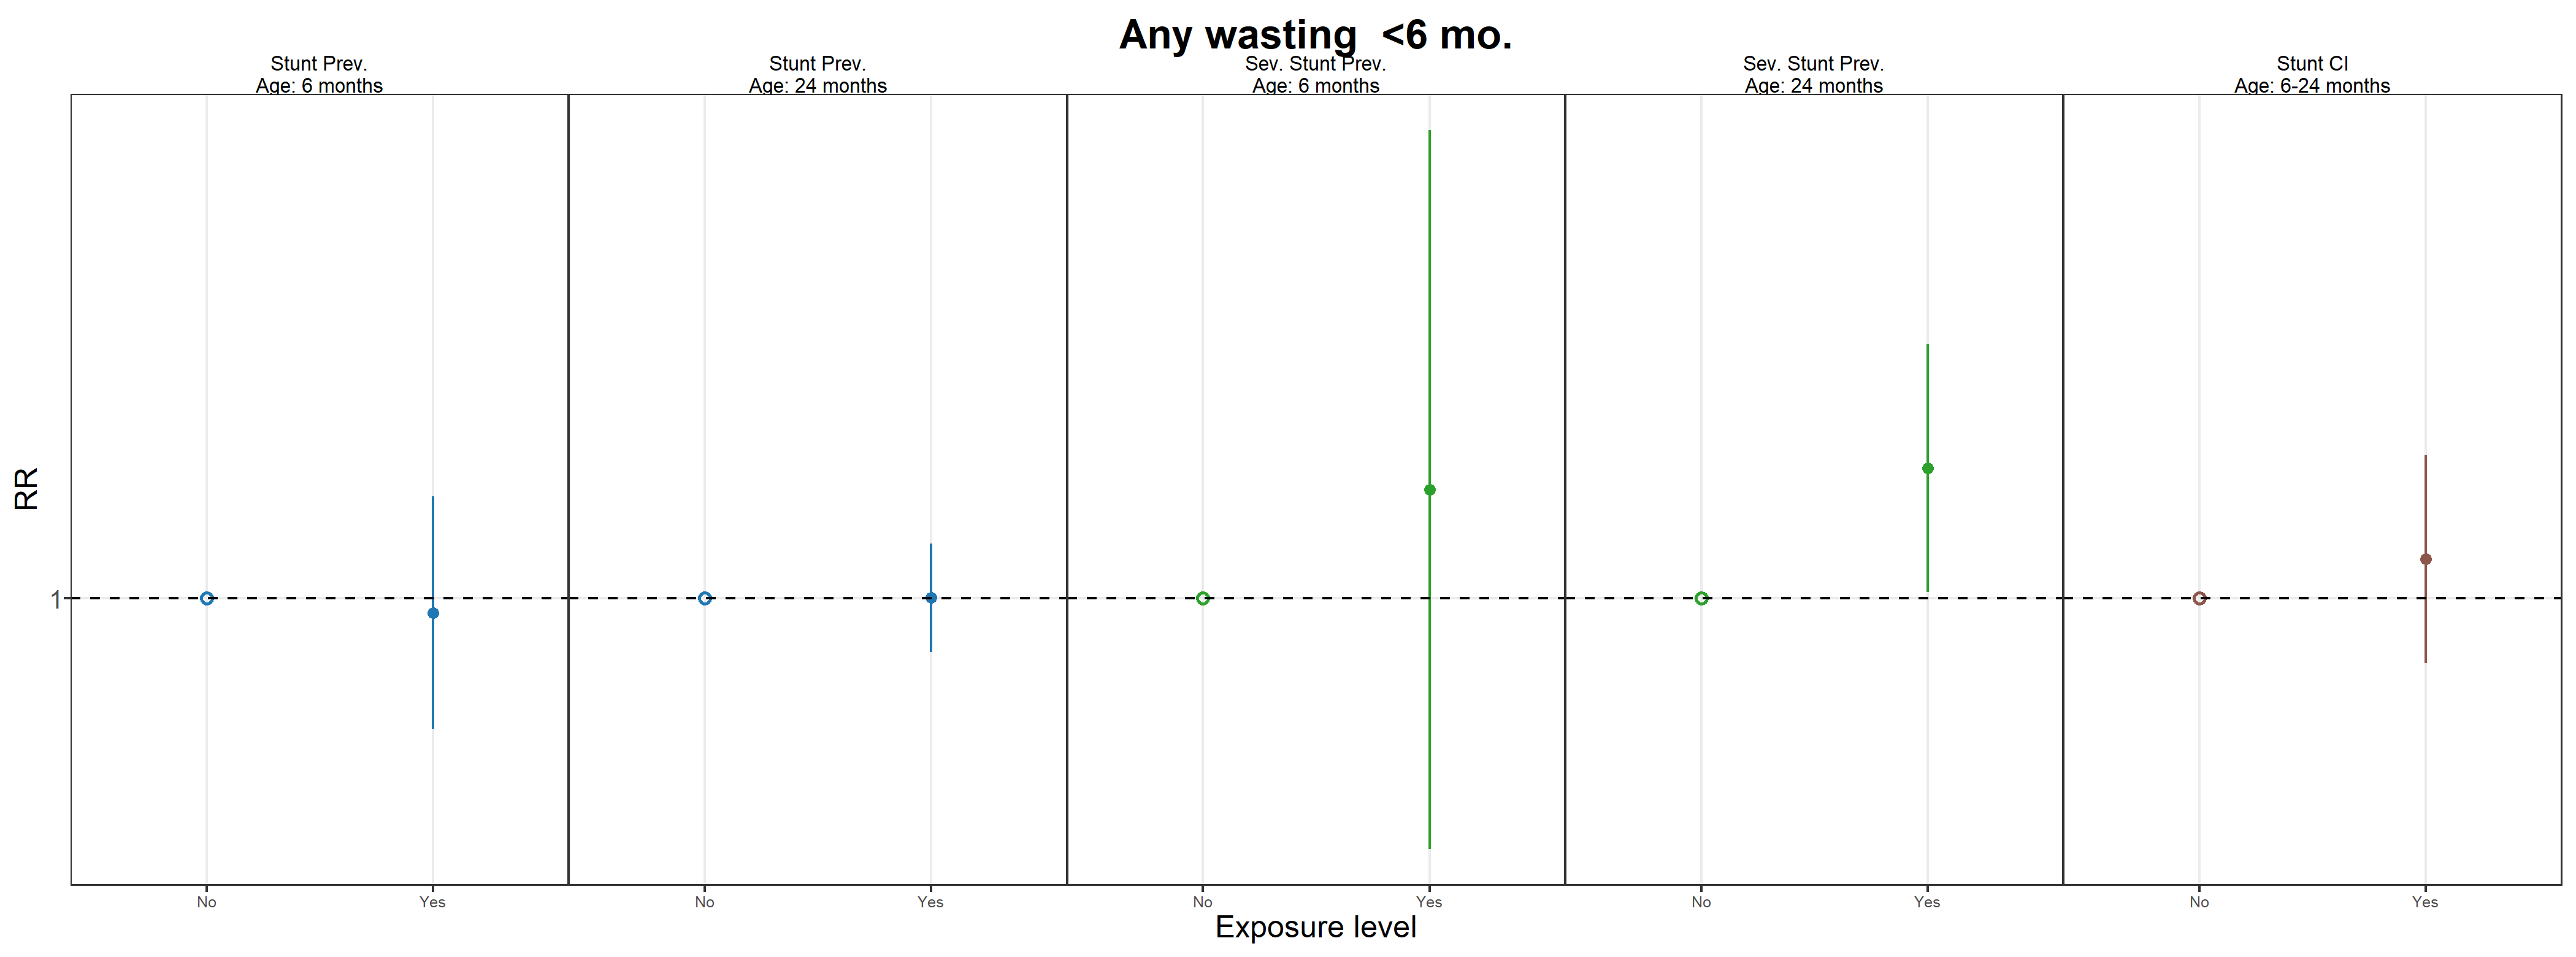 Any wasting  <6 mo.
Stunt Prev.
Age: 6 months
Stunt Prev.
Age: 24 months
Sev. Stunt Prev.
Age: 6 months
Sev. Stunt Prev.
Age: 24 months
Stunt CI
Age: 6-24 months
RR
1
No Yes No Yes No Yes No Yes No Yes
Exposure level